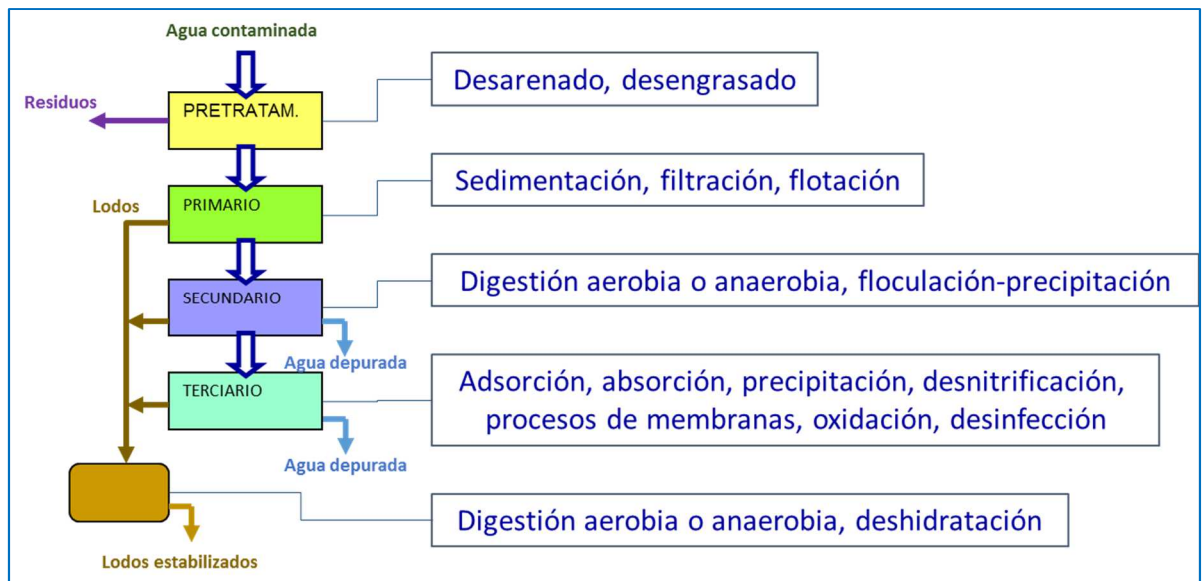 Agua contaminada
Desarenado, desengrasado
Residuos
PRETRATAM.
Sedimentación, filtración, flotación
Lodos
PRIMARIO
Digestión aerobia o anaerobia, floculación-precipitación
SECUNDARIO
Agua depurada
Adsorción, absorción, precipitación, desnitrificación,
procesos de membranas, oxidación, desinfección
TERCIARIO
Agua depurada
Digestión aerobia o anaerobia, deshidratación
Lodos estabilizados